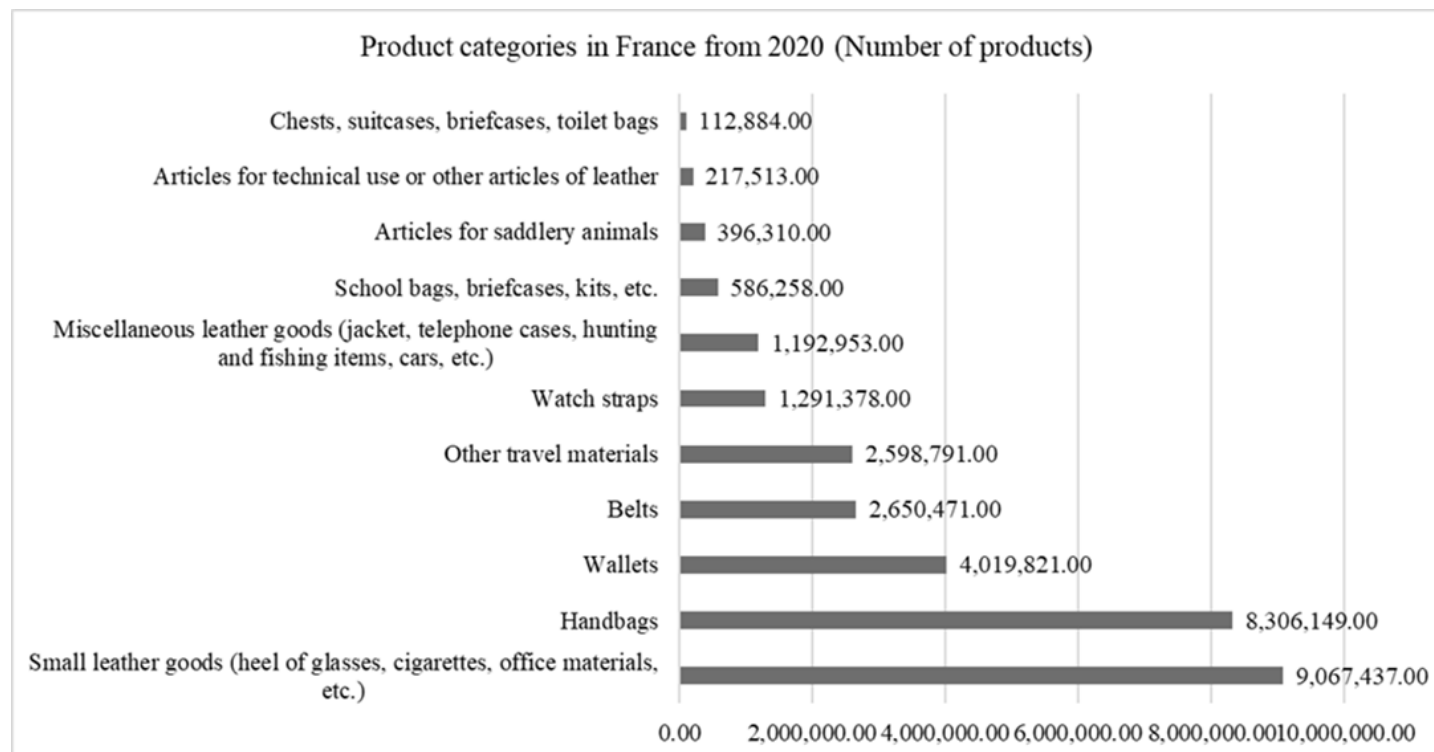 Product categories in France from 2020 (Number of products)
Chests, suitcases, briefcases, toilet bags 112,884.00
Articles for technical use or other articles of leather 217,513.00
Articles for saddlery animals 396,310.00
School bags, briefcases, kits, etc. 586,258.00
Miscellaneous leather goods (jacket, telephone cases, hunting
and fishing items, cars, etc.) 1,192,953.00
Watch straps 1,291,378.00
Other travel materials 2,598,791.00
Belts 2,650,471.00
Wallets 4,019,821.00
Handbags 8,306,149.00
Small leather goods (heel of glasses, cigarettes, office materials,
etc.) 9,067,437.00
0.00 2,000,000.00 4,000,000.00 6,000,000.00 8,000,000.00 10,000,000.00